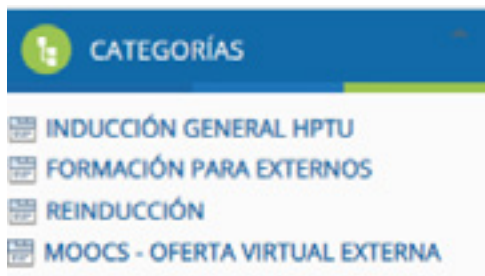 CATEGORÍAS
INDUCCIÓN GENERAL HPTU
FORMACIÓN PARA EXTERNOS
REINDUCCIÓN
MOOCS - OFERTA VIRTUAL EXTERNA